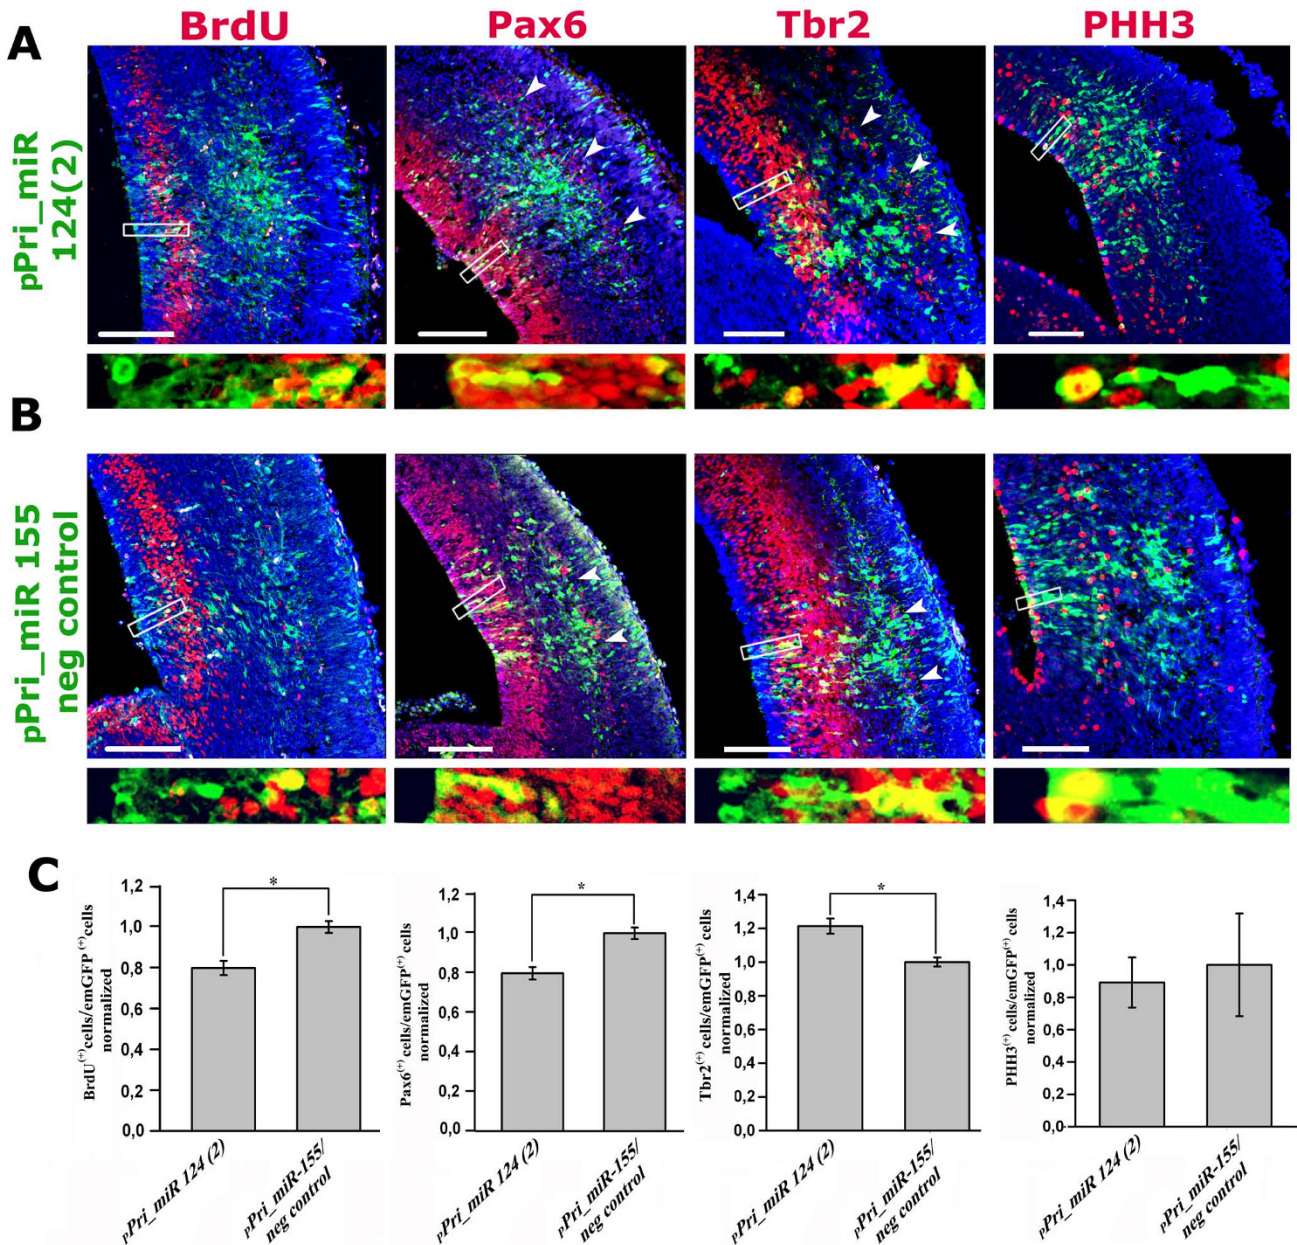 BrdU Pax6 Tbr2 PHH3
A
pPri_miR
124(2)
B
pPri_miR 155
neg control
C
BrdU(+)cells/emGFP(+)cells
normalized
1,2
1,0
0,8
0,6
0,4
0,2
0,0
*
pPri_miR 124 (2)
pPri_miR-155/
neg control
Pax6(+) cells/emGFP(+) cells
normalized
1,2
1,0
0,8
0,6
0,4
0,2
0,0
*
pPri_miR 124 (2)
pPri_miR-155/
neg control
Tbr2(+) cells/emGFP(+) cells
normalized
1,4
1,2
1,0
0,8
0,6
0,4
0,2
0,0
*
pPri_miR 124 (2)
pPri_miR-155/
neg control
PHH3(+) cells/emGFP(+) cells
normalized
1,4
1,2
1,0
0,8
0,6
0,4
0,2
0,0
pPri_miR 124 (2)
pPri_miR-155/
neg control